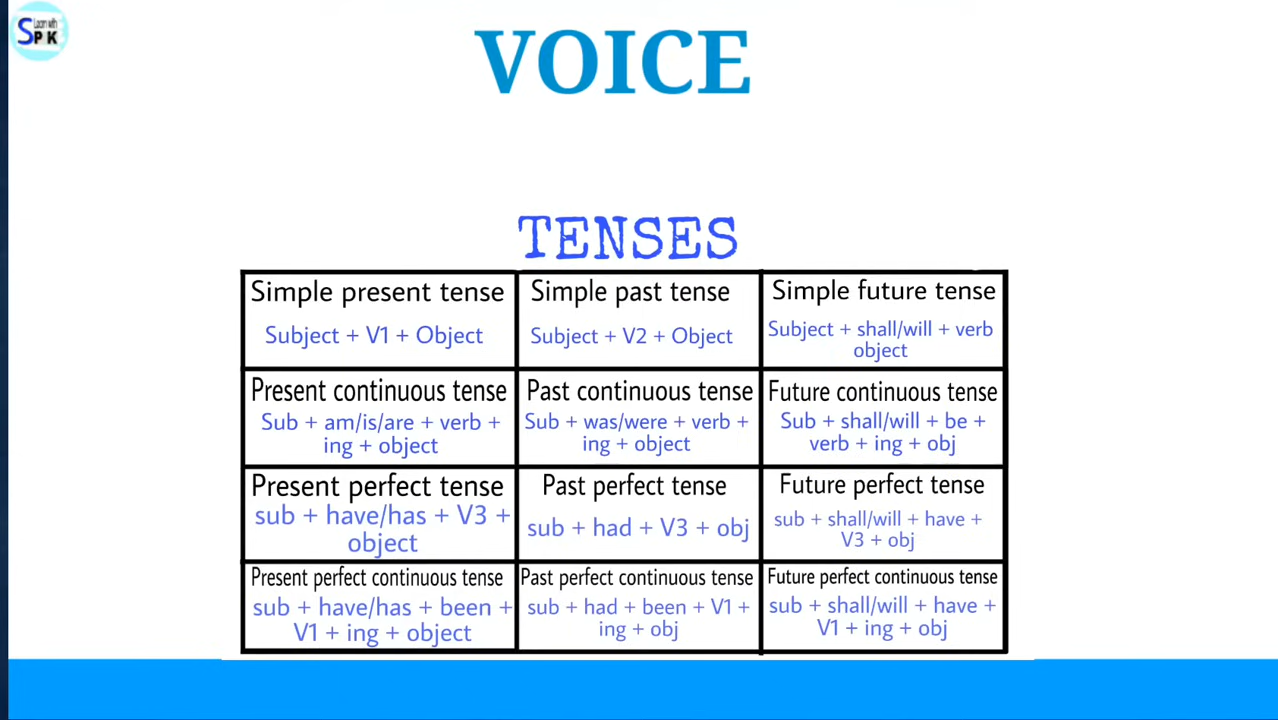 Learn with
SPK
VOICE
TENSES
Simple present tense
Subject + V1 + Object
Simple past tense
Subject + V2 + Object
Simple future tense
Subject + shall/will + verb
object
Present continuous tense
Sub + am/is/are + verb +
ing + object
Past continuous tense
Sub + was/were + verb +
ing + object
Future continuous tense
Sub + shall/will + be +
verb + ing + obj
Present perfect tense
sub + have/has + V3 +
object
Past perfect tense
sub + had + V3 + obj
Future perfect tense
sub + shall/will + have +
V3 + obj
Present perfect continuous tense
sub + have/has + been +
V1 + ing + object
Past perfect continuous tense
sub + had + been + V1 +
ing + obj
Future perfect continuous tense
sub + shall/will + have +
V1 + ing + obj